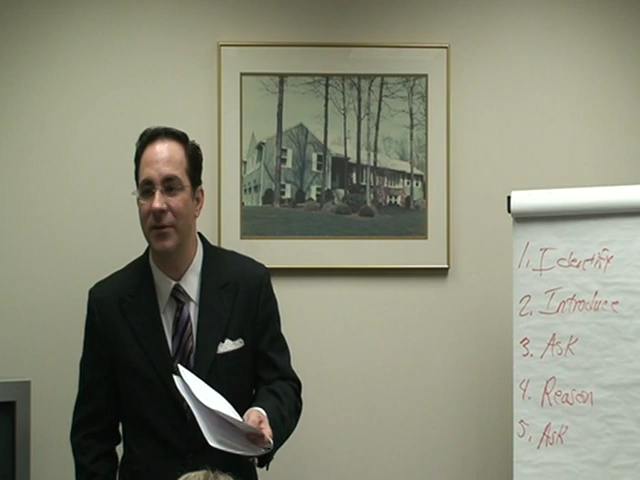 1. Identify
2. Introduce
3. Ask
4. Reason
5. Ask